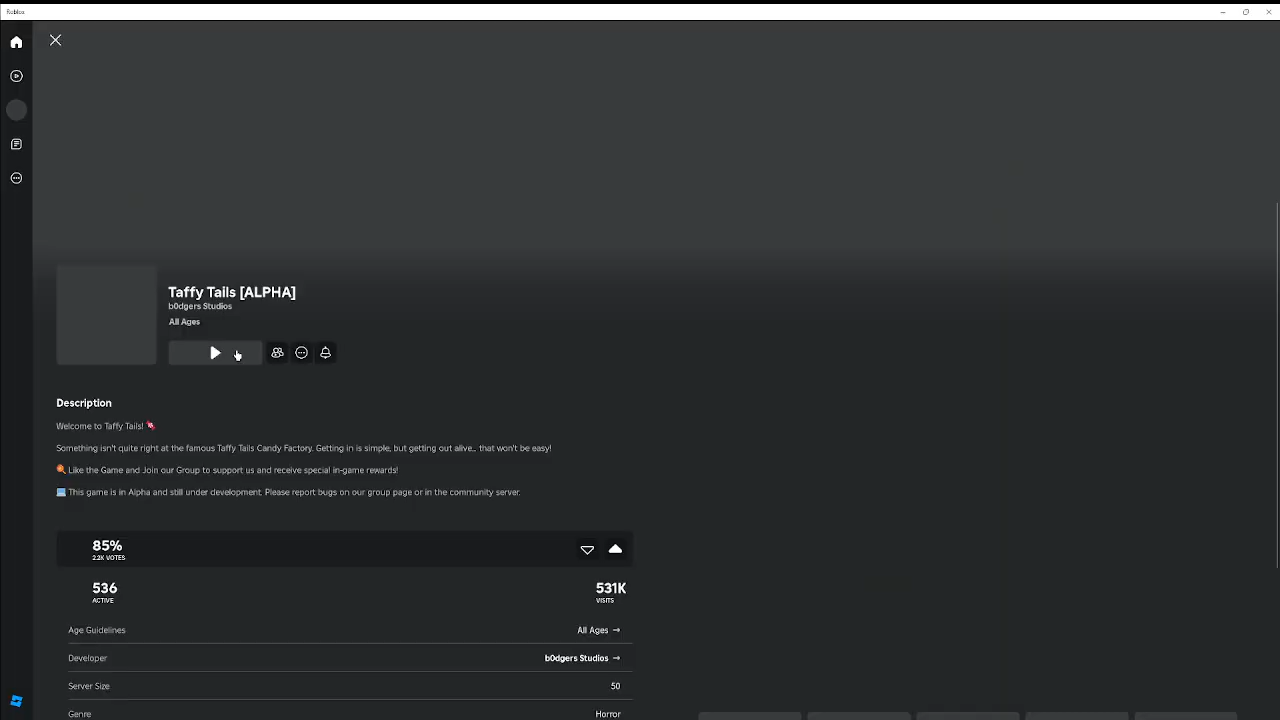 Roblox
Taffy Tails [ALPHA]
b0dgers Studios
All Ages
Description
Welcome to Taffy Tails! 🍬
Something isn't quite right at the famous Taffy Tails Candy Factory. Getting in is simple, but getting out alive... that won't be easy!
🍭 Like the Game and Join our Group to support us and receive special in-game rewards!
💻 This game is in Alpha and still under development. Please report bugs on our group page or in the community server.
85%
2.2K VOTES
536
ACTIVE
531K
VISITS
Age Guidelines
All Ages →
Developer
b0dgers Studios →
Server Size
50
Genre
Horror